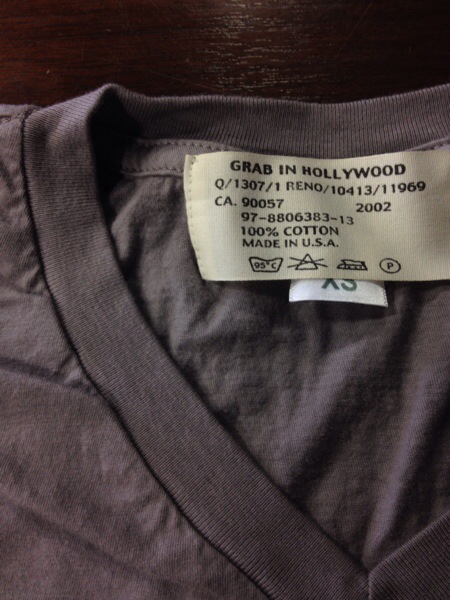 GRAB IN HOLLYWOOD
Q/1307/1 RENO/10413/11969
CA. 90057 2002
97-8806383-13
100% COTTON
MADE IN U.S.A.
95°C P
XS